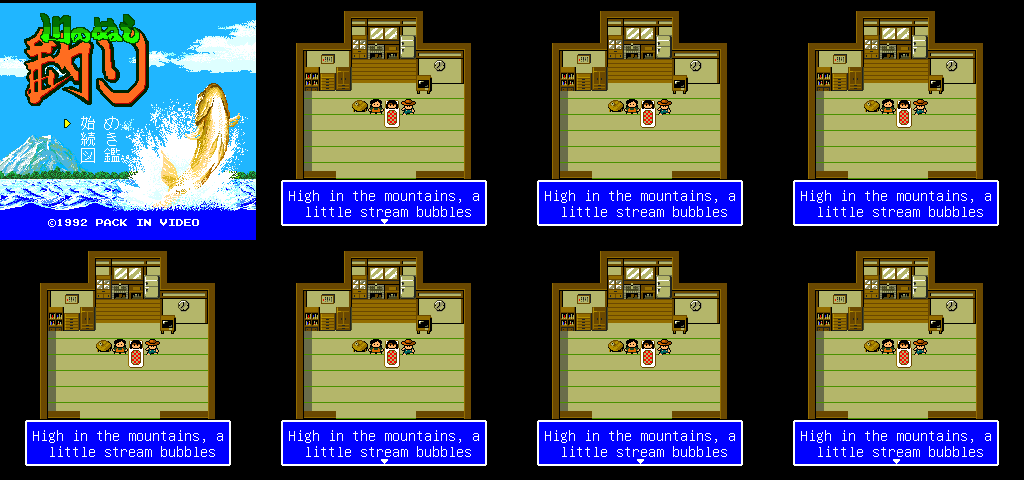 川のぬし
釣り
始め
続き
図鑑
©1992 PACK IN VIDEO
High in the mountains, a
little stream bubbles
High in the mountains, a
little stream bubbles
High in the mountains, a
little stream bubbles
High in the mountains, a
little stream bubbles
High in the mountains, a
little stream bubbles
High in the mountains, a
little stream bubbles
High in the mountains, a
little stream bubbles